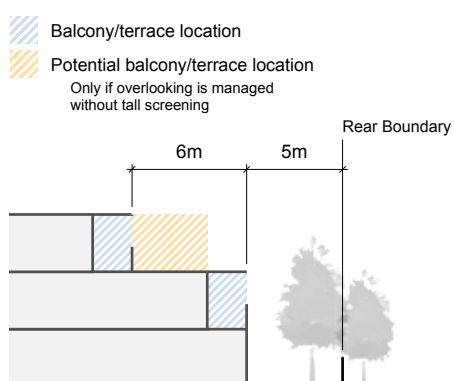 Balcony/terrace location
Potential balcony/terrace location
Only if overlooking is managed
without tall screening
Rear Boundary
6m
5m